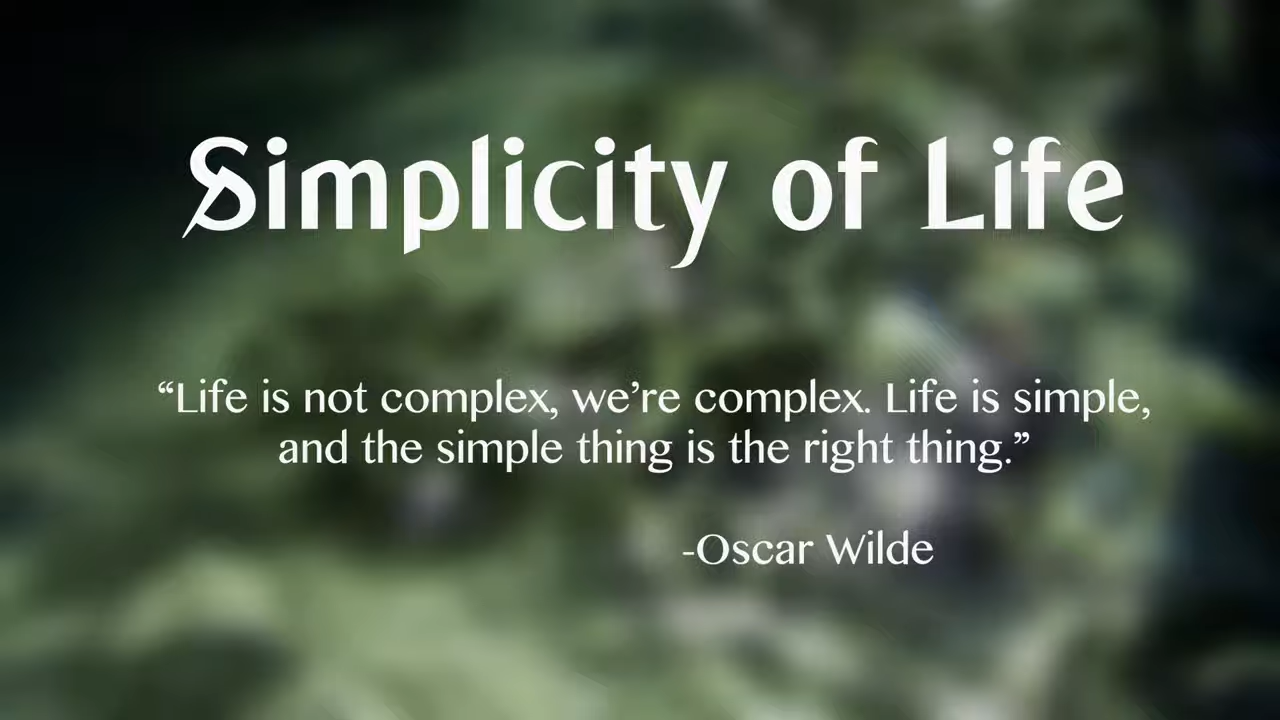 Simplicity of Life
“Life is not complex, we’re complex. Life is simple,
and the simple thing is the right thing.”
-Oscar Wilde